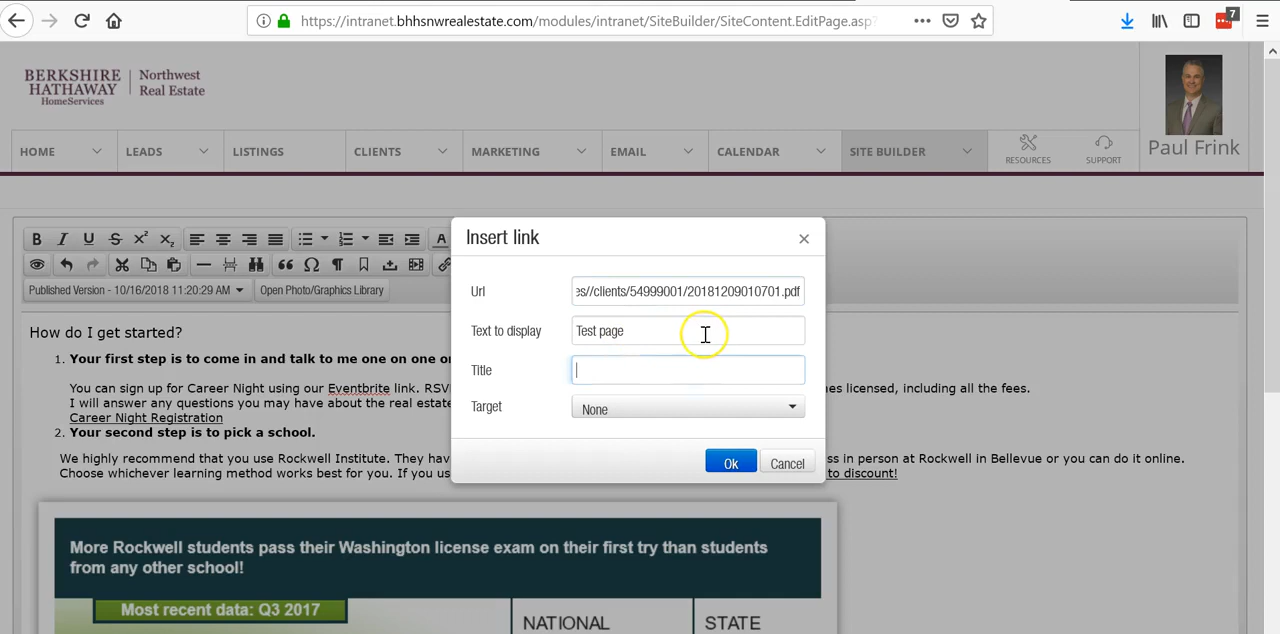 https://intranet.bhhsnwrealestate.com/modules/intranet/SiteBuilder/SiteContent.EditPage.asp?
7
BERKSHIRE
HATHAWAY
HomeServices
Northwest
Real Estate
Paul Frink
HOME
LEADS
LISTINGS
CLIENTS
MARKETING
EMAIL
CALENDAR
SITE BUILDER
RESOURCES
SUPPORT
Insert link
Url
es//clients/54999001/20181209010701.pdf
Text to display
Test page
Title
Target
None
Ok
Cancel
Published Version - 10/16/2018 11:20:29 AM
Open Photo/Graphics Library
How do I get started?
1. Your first step is to come in and talk to me one on one or
You can sign up for Career Night using our Eventbrite link. RSV
nes licensed, including all the fees.
I will answer any questions you may have about the real estate
Career Night Registration
2. Your second step is to pick a school.
We highly recommend that you use Rockwell Institute. They hav
ss in person at Rockwell in Bellevue or you can do it online.
Choose whichever learning method works best for you. If you us
to discount!
More Rockwell students pass their Washington license exam on their first try than students
from any other school!
Most recent data: Q3 2017
NATIONAL
STATE